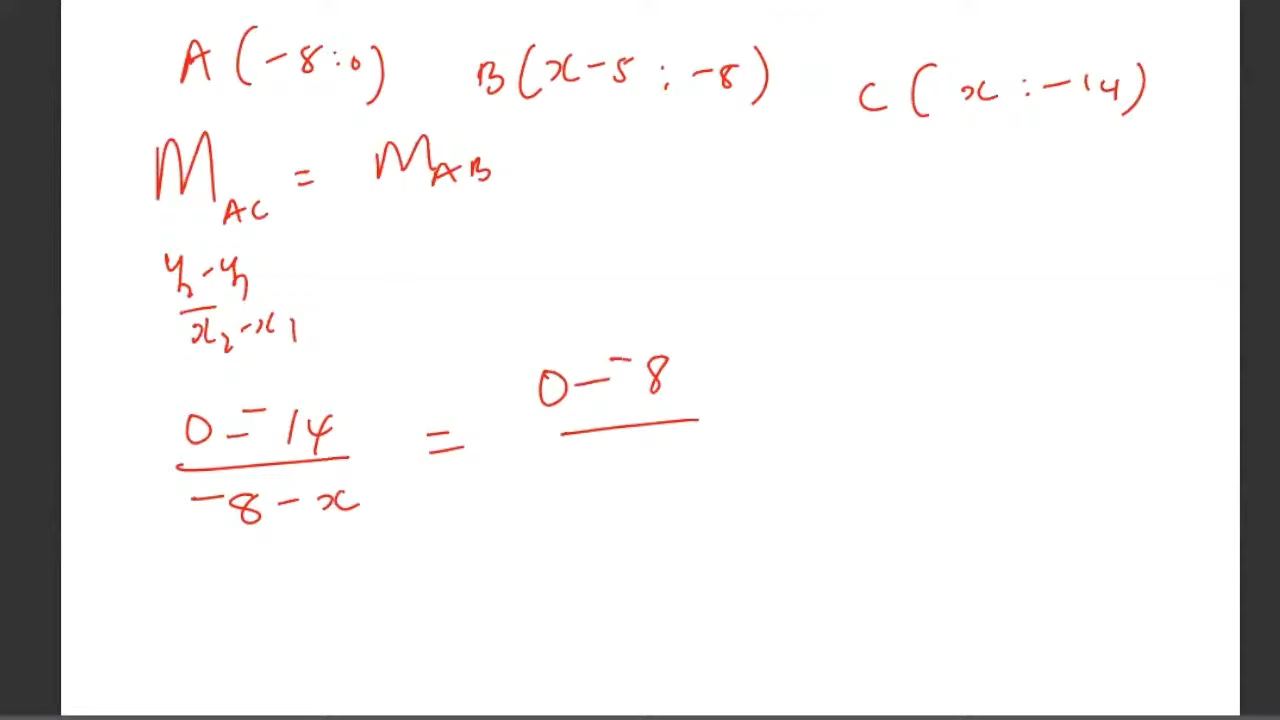 A (-8 ; 0) B (x - 5 ; -8) C (x ; -14)
M_AC = M_AB
y₂ - y₁
x₂ - x₁
0 - ⁻8
0 - ⁻14 =
⁻8 - x